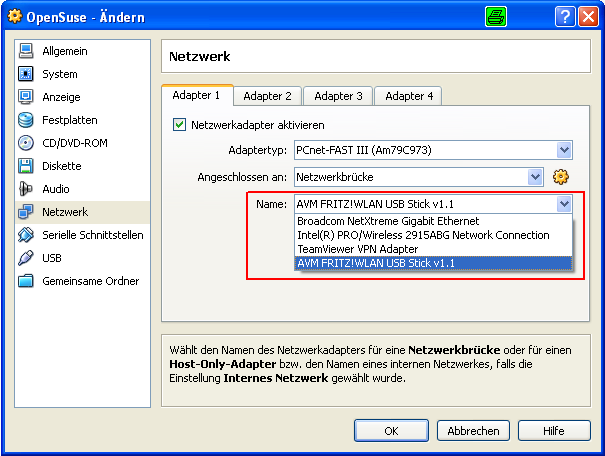 OpenSuse - Ändern
Allgemein
System
Anzeige
Festplatten
CD/DVD-ROM
Diskette
Audio
Netzwerk
Serielle Schnittstellen
USB
Gemeinsame Ordner
Netzwerk
Adapter 1
Adapter 2
Adapter 3
Adapter 4
Netzwerkadapter aktivieren
Adaptertyp: PCnet-FAST III (Am79C973)
Angeschlossen an: Netzwerkbrücke
Name: AVM FRITZ!WLAN USB Stick v1.1
Broadcom NetXtreme Gigabit Ethernet
Intel(R) PRO/Wireless 2915ABG Network Connection
TeamViewer VPN Adapter
AVM FRITZ!WLAN USB Stick v1.1
Wählt den Namen des Netzwerkadapters für eine Netzwerkbrücke oder für einen
Host-Only-Adapter bzw. den Namen eines internen Netzwerkes, falls die
Einstellung Internes Netzwerk gewählt wurde.
OK
Abbrechen
Hilfe